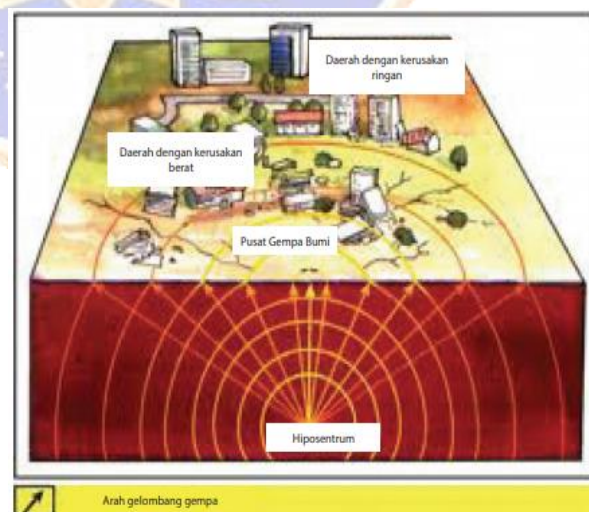 Daerah dengan kerusakan
ringan
Daerah dengan kerusakan
berat
Pusat Gempa Bumi
Hiposentrum
Arah gelombang gempa